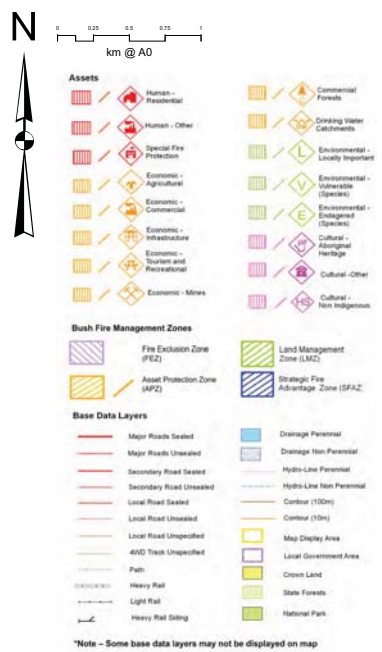 N
0 0.25 0.5 1
km @ A0
Assets
Human -
Residential
Human - Other
Special Fire
Protection
Economic -
Agricultural
Economic -
Commercial
Economic -
Infrastructure
Economic -
Tourism and
Recreational
Economic - Mines
Commercial
Forests
Drinking Water
Catchments
L
Environmental -
Locally Important
V
Environmental -
Vulnerable
(Species)
E
Environmental -
Endagered
(Species)
Cultural -
Aboriginal
Heritage
Cultural -Other
HS
Cultural -
Non Indigenous
Bush Fire Management Zones
Fire Exclusion Zone
(FEZ)
Asset Protection Zone
(APZ)
Land Management
Zone (LMZ)
Strategic Fire
Advantage Zone (SFAZ)
Base Data Layers
Major Roads Sealed
Major Roads Unsealed
Secondary Road Sealed
Secondary Road Unsealed
Local Road Sealed
Local Road Unsealed
Local Road Unspecified
4WD Track Unspecified
Path
Heavy Rail
Light Rail
Heavy Rail Siding
Drainage Perennial
Drainage Non Perennial
Hydro-Line Perennial
Hydro-Line Non Perennial
Contour (100m)
Contour (10m)
Map Display Area
Local Government Area
Crown Land
State Forests
National Park
*Note – Some base data layers may not be displayed on map